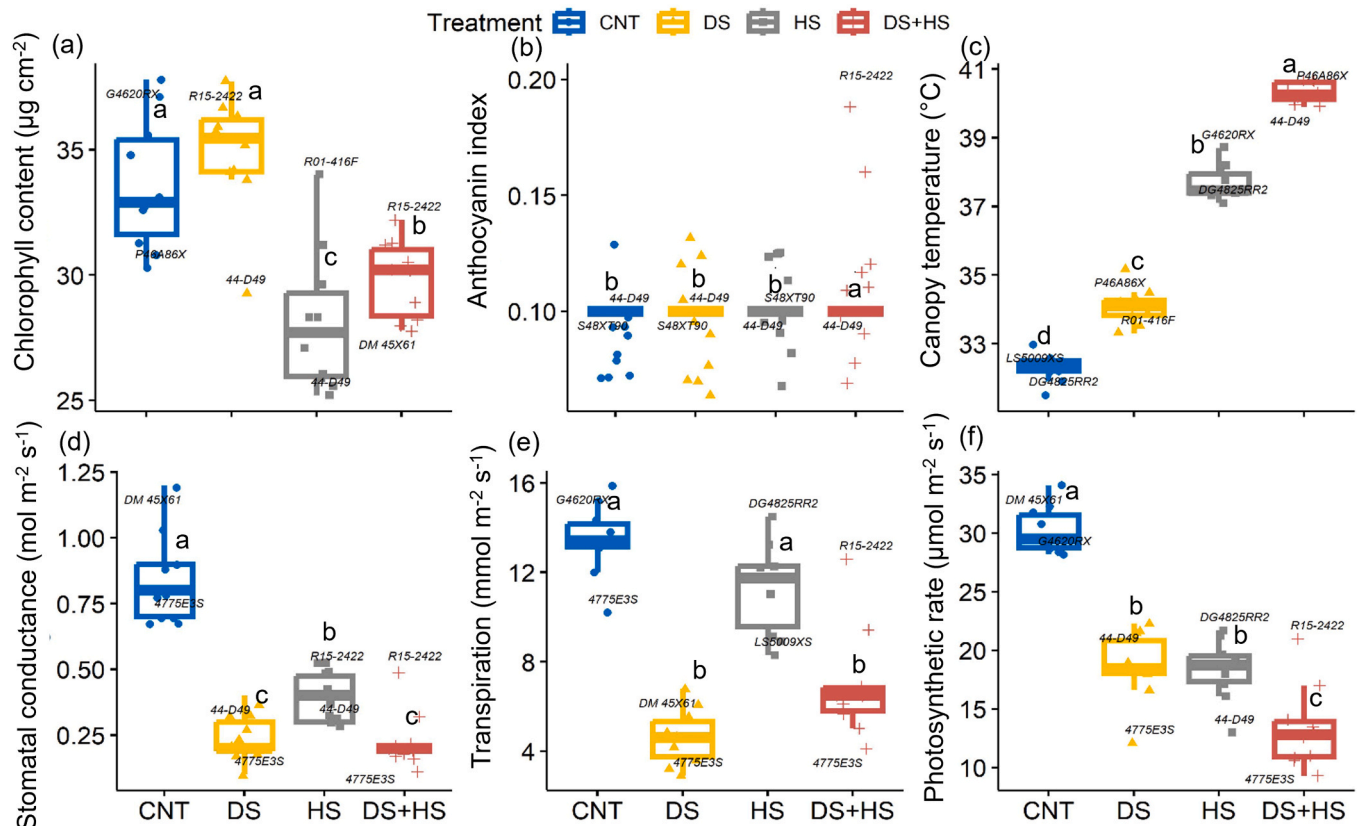 Treatment CNT DS HS DS+HS
(a)
Chlorophyll content (µg cm⁻²)
35
30
25
G4620RX
a
P46A86X
R15-2422
a
44-D49
R01-416F
c
44-D49
R15-2422
b
DM 45X61
(b)
Anthocyanin index
0.20
0.15
0.10
b
44-D49
S48XT90
b
44-D49
S48XT90
b
S48XT90
44-D49
R15-2422
a
44-D49
(c)
Canopy temperature (°C)
41
39
37
35
33
d
LS5009XS
DG4825RR2
c
P46A86X
R01-416F
b
G4620RX
DG4825RR2
a
P46A86X
44-D49
(d)
Stomatal conductance (mol m⁻² s⁻¹)
1.25
1.00
0.75
0.50
0.25
DM 45X61
a
4775E3S
c
44-D49
4775E3S
b
R15-2422
44-D49
R15-2422
c
4775E3S
CNT DS HS DS+HS
(e)
Transpiration (mmol m⁻² s⁻¹)
16
12
8
4
G4620RX
a
4775E3S
b
DM 45X61
4775E3S
DG4825RR2
a
LS5009XS
R15-2422
b
4775E3S
CNT DS HS DS+HS
(f)
Photosynthetic rate (µmol m⁻² s⁻¹)
35
30
25
20
15
10
DM 45X61
a
G4620RX
b
44-D49
4775E3S
DG4825RR2
b
44-D49
R15-2422
c
4775E3S
CNT DS HS DS+HS